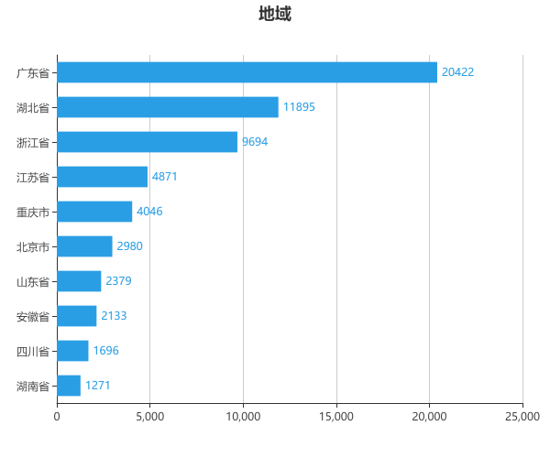 地域
广东省 20422
湖北省 11895
浙江省 9694
江苏省 4871
重庆市 4046
北京市 2980
山东省 2379
安徽省 2133
四川省 1696
湖南省 1271
0 5,000 10,000 15,000 20,000 25,000